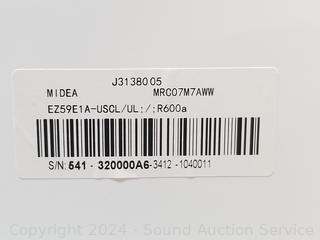 J3138005
MIDEA MRC07M7AWW
EZ59E1A-USCL/UL;/;R600a
S/N:541 - 320000A6-3412 -1040011
Copyright 2024 - Sound Auction Service